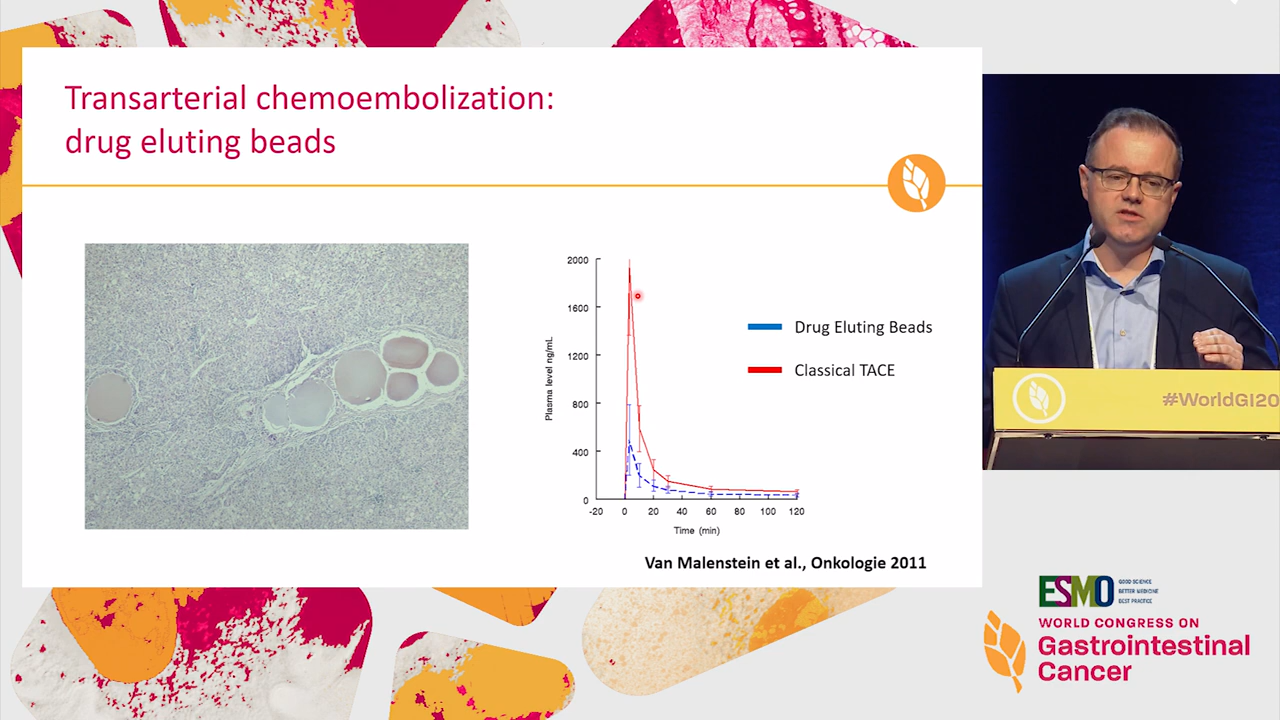 Transarterial chemoembolization:
drug eluting beads
2000
1600
1200
800
400
0
Plasma level ng/mL
-20 0 20 40 60 80 100 120
Time (min)
Drug Eluting Beads
Classical TACE
Van Malenstein et al., Onkologie 2011
#WorldGI20
ESMO
GOOD SCIENCE
BETTER MEDICINE
BEST PRACTICE
WORLD CONGRESS ON
Gastrointestinal
Cancer